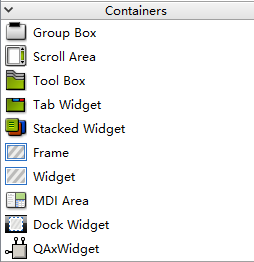 Containers
Group Box
Scroll Area
Tool Box
Tab Widget
Stacked Widget
Frame
Widget
MDI Area
Dock Widget
QAxWidget